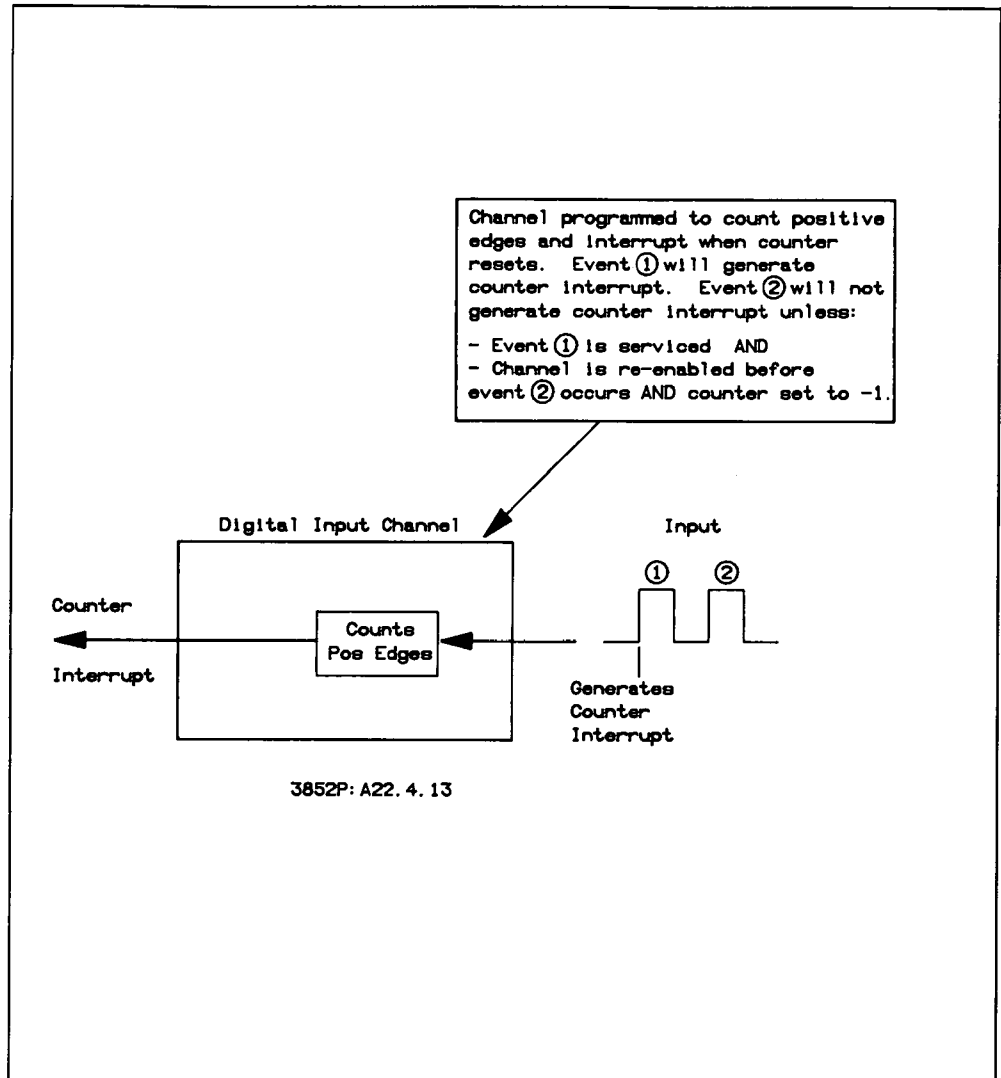 Channel programmed to count positive
edges and interrupt when counter
resets. Event ① will generate
counter interrupt. Event ② will not
generate counter interrupt unless:
- Event ① is serviced AND
- Channel is re-enabled before
event ② occurs AND counter set to -1.
Digital Input Channel
Input
① ②
Counter
Interrupt
Counts
Pos Edges
Generates
Counter
Interrupt
3852P: A22.4.13